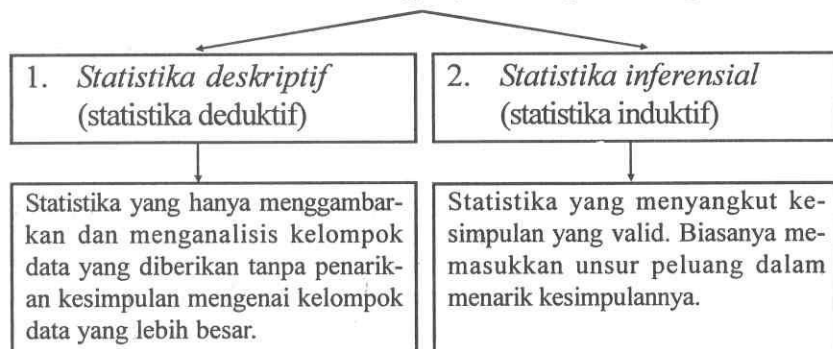 1. Statistika deskriptif
(statistika deduktif)
2. Statistika inferensial
(statistika induktif)
Statistika yang hanya menggambar-
kan dan menganalisis kelompok
data yang diberikan tanpa penarik-
an kesimpulan mengenai kelompok
data yang lebih besar.
Statistika yang menyangkut ke-
simpulan yang valid. Biasanya me-
masukkan unsur peluang dalam
menarik kesimpulannya.